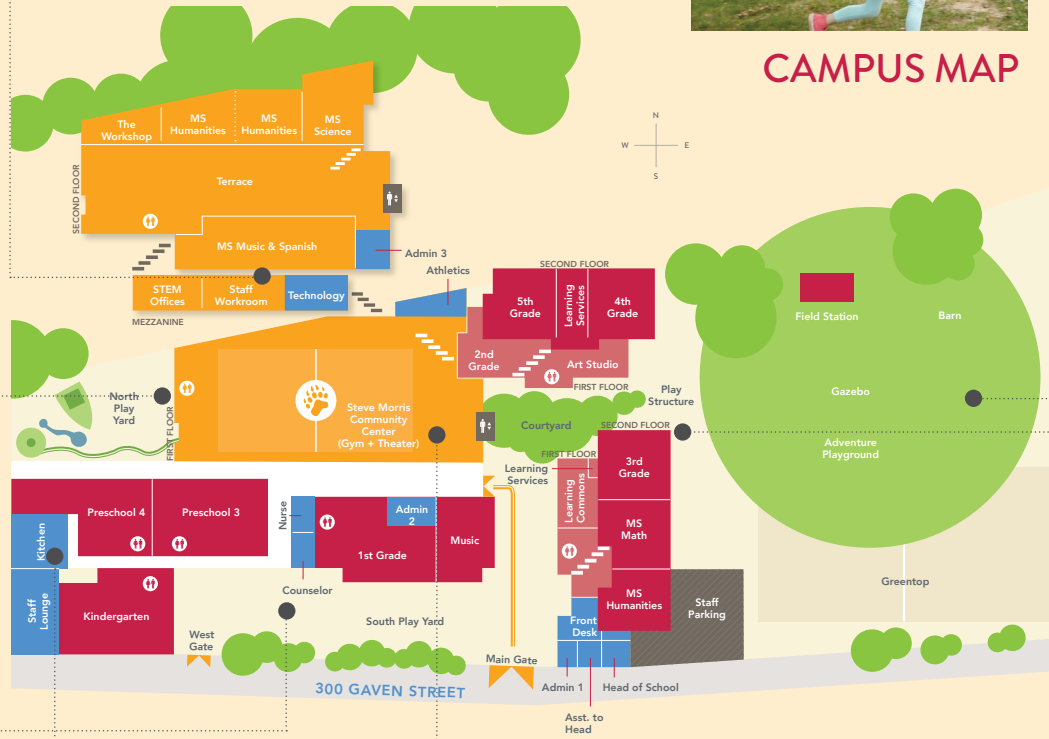 CAMPUS MAP
N
W
E
S
The
Workshop
MS
Humanities
MS
Humanities
MS
Science
SECOND FLOOR
Terrace
MS Music & Spanish
Admin 3
Athletics
STEM
Offices
Staff
Workroom
Technology
MEZZANINE
SECOND FLOOR
5th
Grade
Learning
Services
4th
Grade
2nd
Grade
Art Studio
FIRST FLOOR
Field Station
Barn
Gazebo
Adventure
Playground
Play
Structure
North
Play
Yard
FIRST FLOOR
Steve Morris
Community
Center
(Gym + Theater)
Courtyard
SECOND FLOOR
FIRST FLOOR
Learning
Services
Learning
Commons
3rd
Grade
MS
Math
MS
Humanities
Preschool 4
Preschool 3
Kitchen
Nurse
Admin
2
1st Grade
Music
Counselor
Staff
Lounge
Kindergarten
South Play Yard
West
Gate
Main Gate
Front
Desk
Staff
Parking
Greentop
300 GAVEN STREET
Admin 1
Head of School
Asst. to
Head